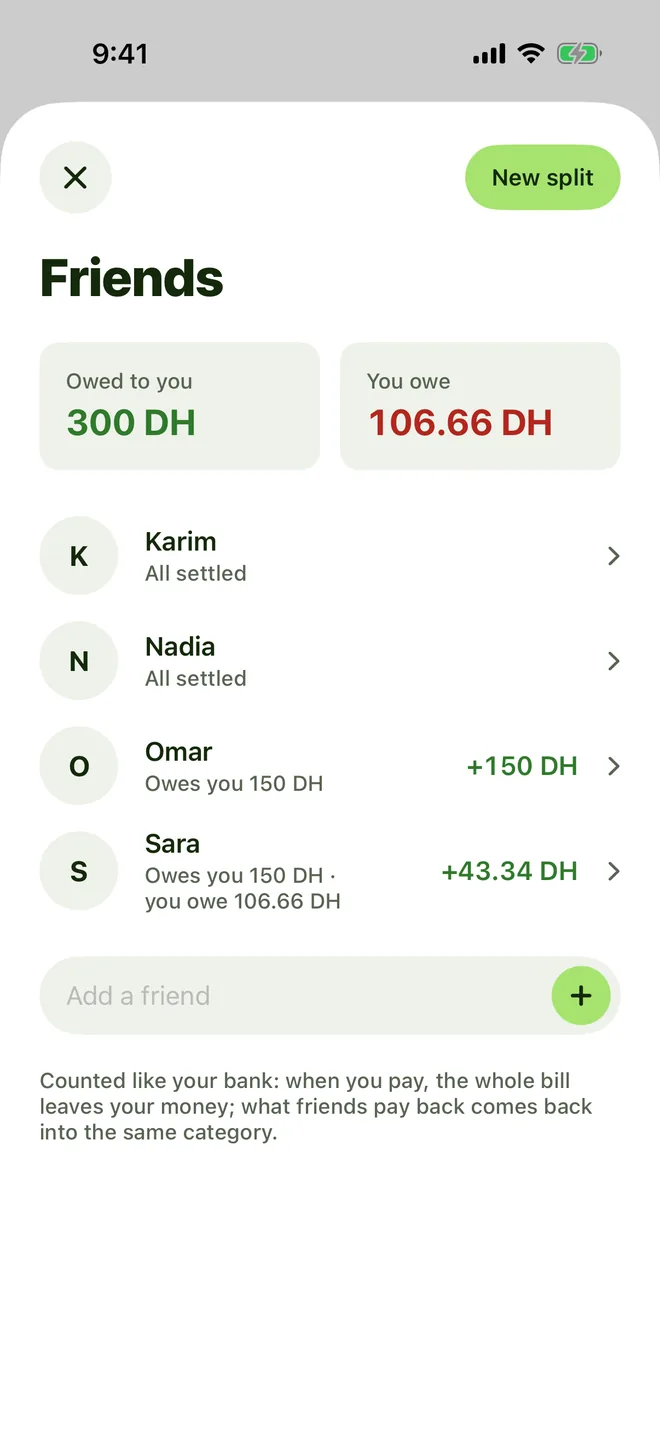 9:41
New split
Friends
Owed to you
300 DH
You owe
106.66 DH
K
Karim
All settled
N
Nadia
All settled
O
Omar
Owes you 150 DH
+150 DH
S
Sara
Owes you 150 DH ·
you owe 106.66 DH
+43.34 DH
Add a friend
Counted like your bank: when you pay, the whole bill
leaves your money; what friends pay back comes back
into the same category.